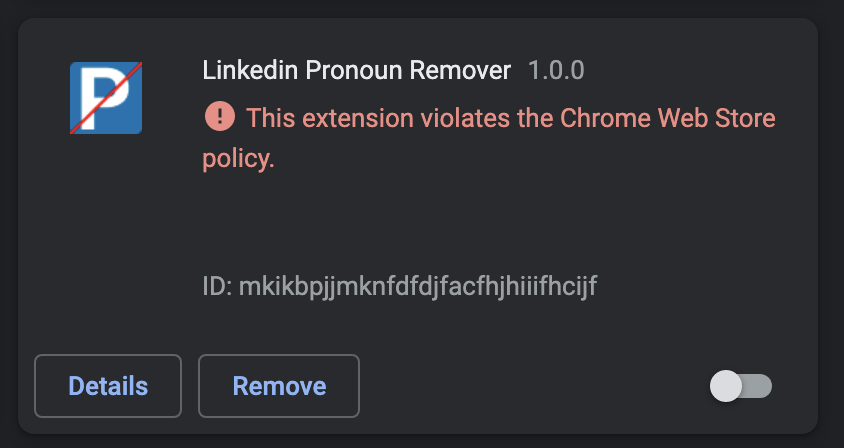 P
Linkedin Pronoun Remover 1.0.0
! This extension violates the Chrome Web Store
policy.
ID: mkikbpjjmknfdfdjfacfhjhiiifhcijf
Details Remove